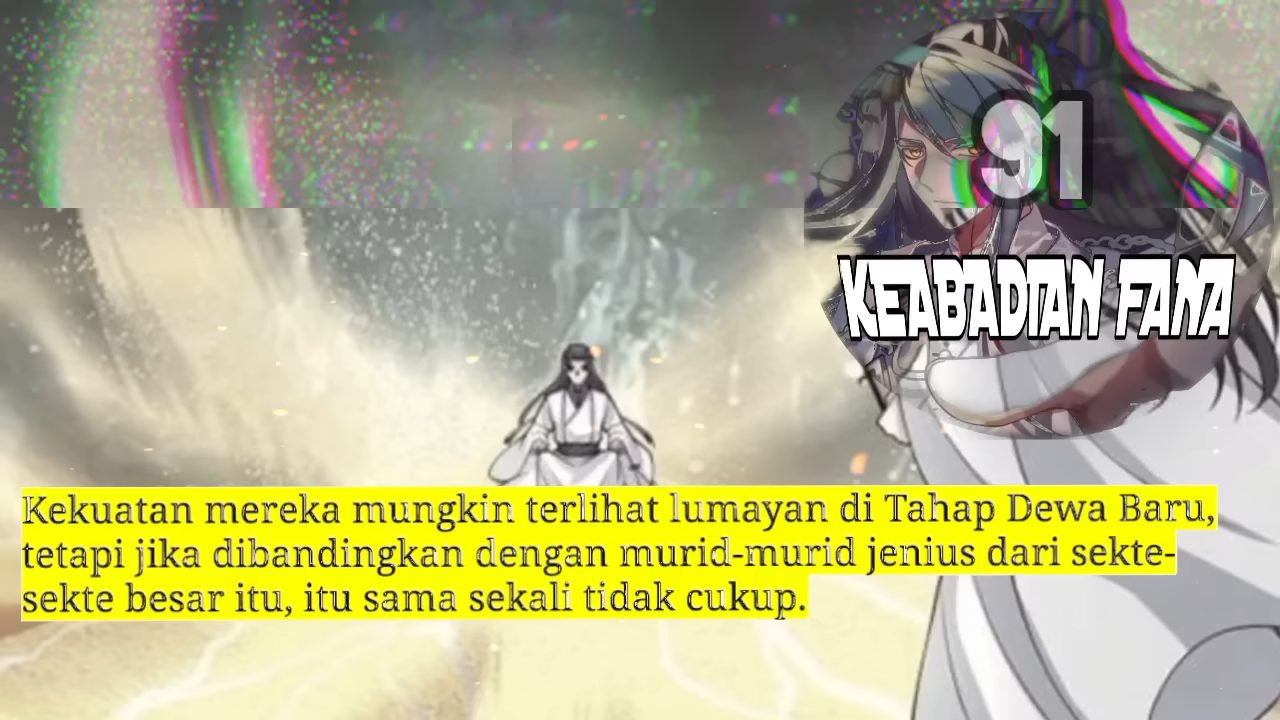 91
KEABADIAN FANA
Kekuatan mereka mungkin terlihat lumayan di Tahap Dewa Baru,
tetapi jika dibandingkan dengan murid-murid jenius dari sekte-
sekte besar itu, itu sama sekali tidak cukup.